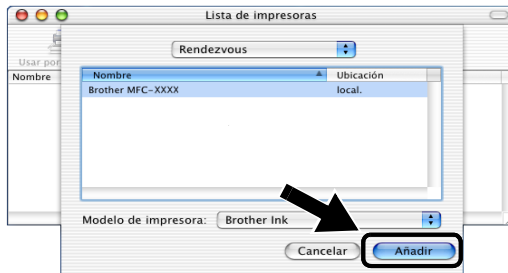 Lista de impresoras
Rendezvous
Usar por
Nombre
Nombre Ubicación
Brother MFC-XXXX local.
Modelo de impresora: Brother Ink
Cancelar Añadir